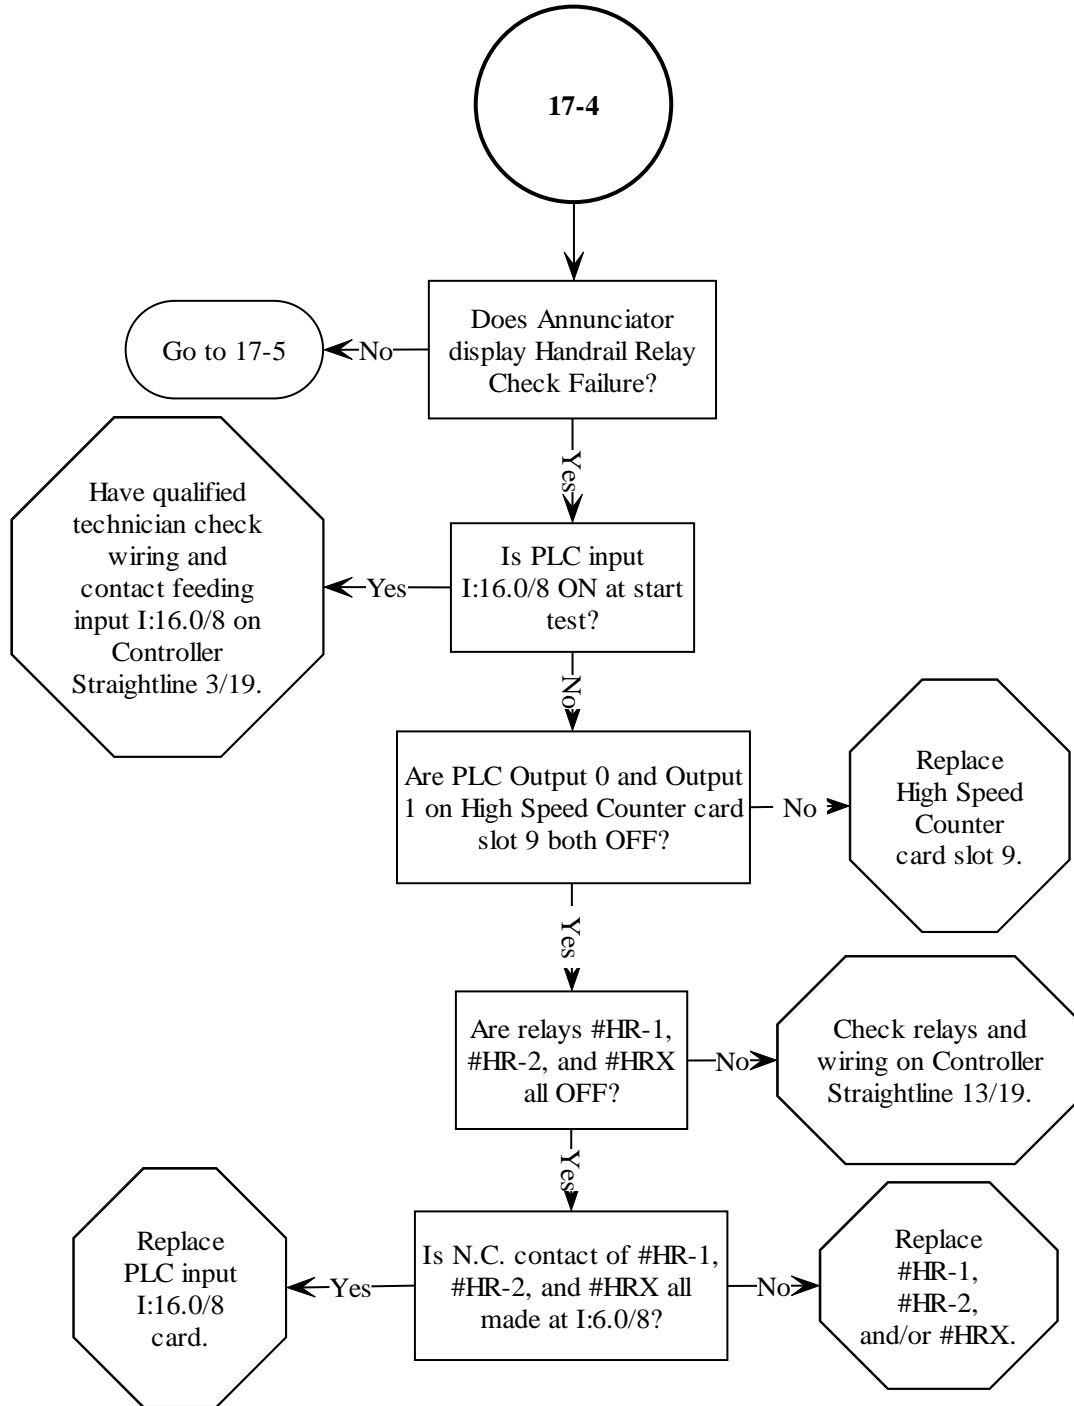 17-4
Does Annunciator
display Handrail Relay
Check Failure?
No
Go to 17-5
Yes
Have qualified
technician check
wiring and
contact feeding
input I:16.0/8 on
Controller
Straightline 3/19.
Yes
Is PLC input
I:16.0/8 ON at start
test?
No
Are PLC Output 0 and Output
1 on High Speed Counter card
slot 9 both OFF?
No
Replace
High Speed
Counter
card slot 9.
Yes
Are relays #HR-1,
#HR-2, and #HRX
all OFF?
No
Check relays and
wiring on Controller
Straightline 13/19.
Yes
Replace
PLC input
I:16.0/8
card.
Yes
Is N.C. contact of #HR-1,
#HR-2, and #HRX all
made at I:6.0/8?
No
Replace
#HR-1,
#HR-2,
and/or #HRX.